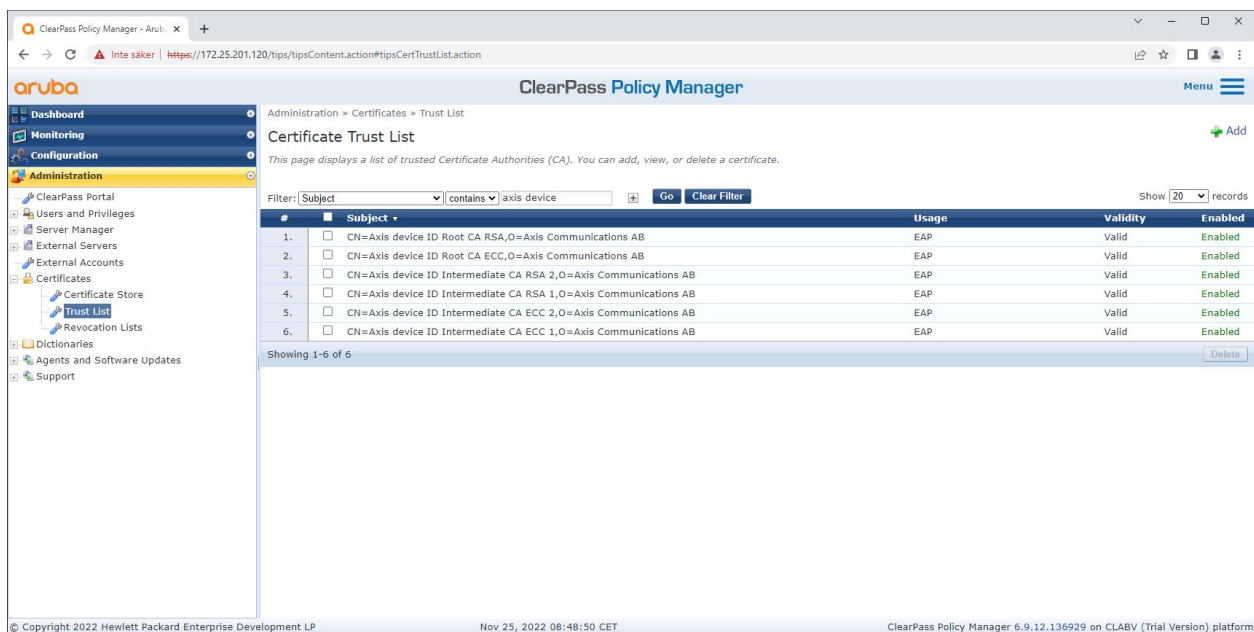 ClearPass Policy Manager - Arub
Inte säker | https://172.25.201.120/tips/tipsContent.action#tipsCertTrustList.action
aruba
ClearPass Policy Manager
Menu
Dashboard
Monitoring
Configuration
Administration
ClearPass Portal
Users and Privileges
Server Manager
External Servers
External Accounts
Certificates
Certificate Store
Trust List
Revocation Lists
Dictionaries
Agents and Software Updates
Support
Administration » Certificates » Trust List
Certificate Trust List
Add
This page displays a list of trusted Certificate Authorities (CA). You can add, view, or delete a certificate.
Filter: Subject contains axis device + Go Clear Filter Show 20 records
# Subject Usage Validity Enabled
1. CN=Axis device ID Root CA RSA,O=Axis Communications AB EAP Valid Enabled
2. CN=Axis device ID Root CA ECC,O=Axis Communications AB EAP Valid Enabled
3. CN=Axis device ID Intermediate CA RSA 2,O=Axis Communications AB EAP Valid Enabled
4. CN=Axis device ID Intermediate CA RSA 1,O=Axis Communications AB EAP Valid Enabled
5. CN=Axis device ID Intermediate CA ECC 2,O=Axis Communications AB EAP Valid Enabled
6. CN=Axis device ID Intermediate CA ECC 1,O=Axis Communications AB EAP Valid Enabled
Showing 1-6 of 6 Delete
© Copyright 2022 Hewlett Packard Enterprise Development LP Nov 25, 2022 08:48:50 CET ClearPass Policy Manager 6.9.12.136929 on CLABV (Trial Version) platform